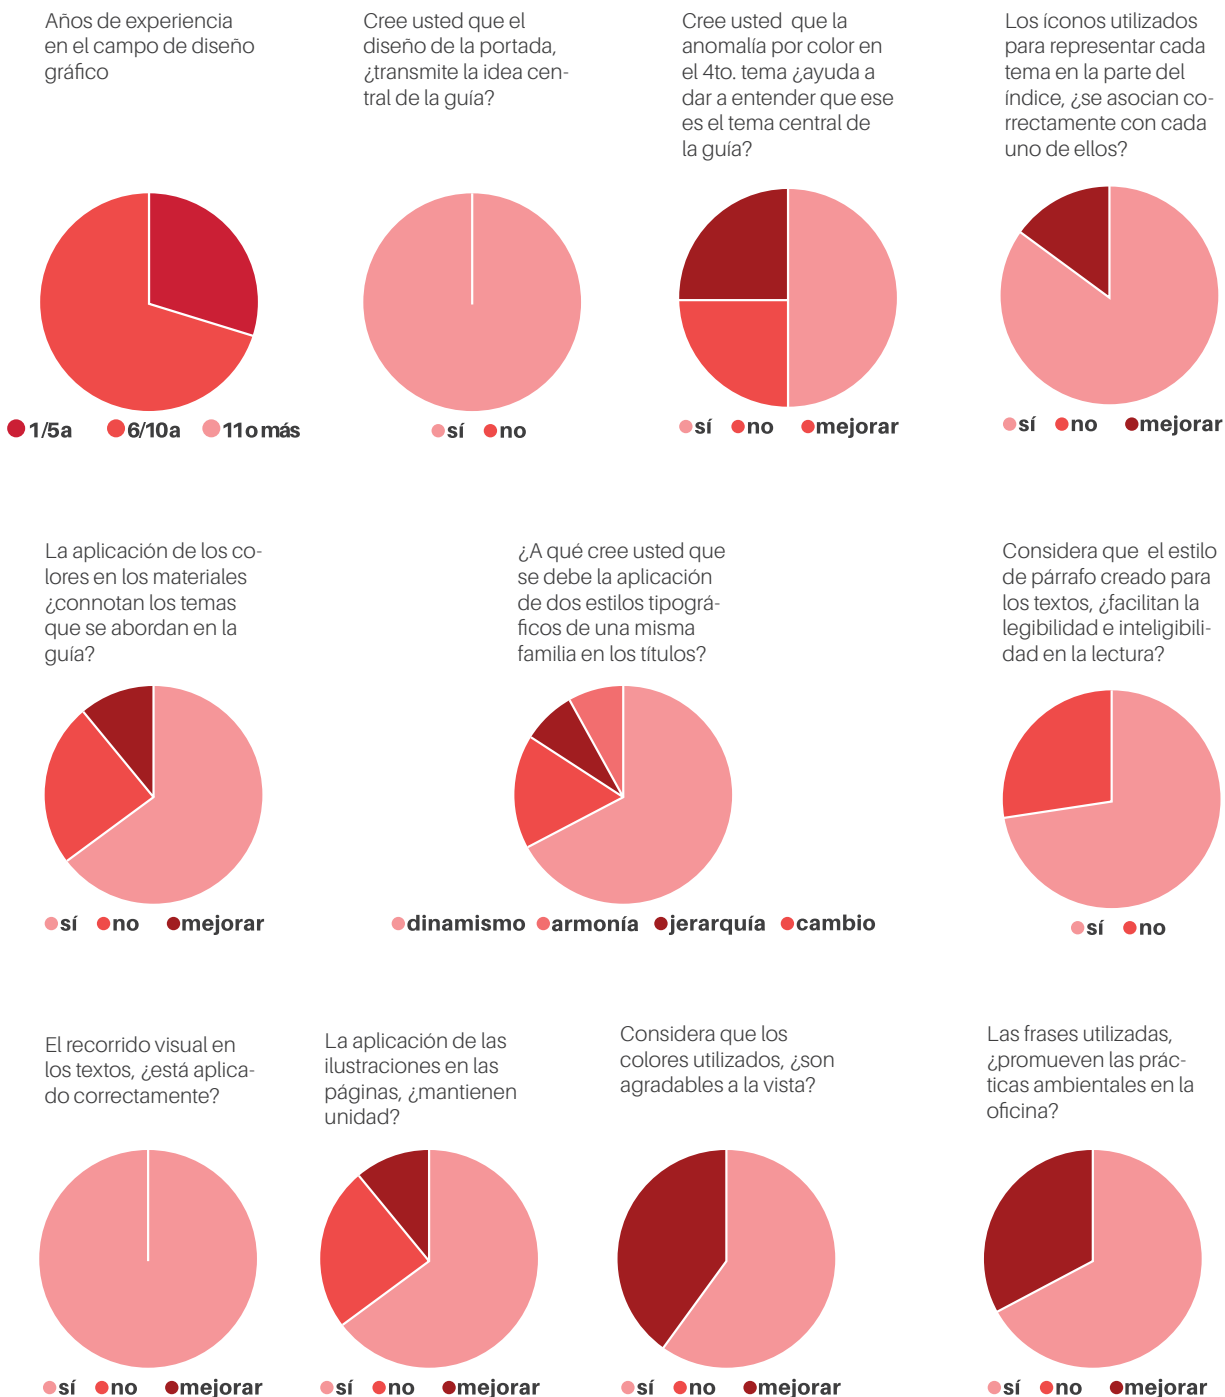 Años de experiencia
en el campo de diseño
gráfico
Cree usted que el
diseño de la portada,
¿transmite la idea cen-
tral de la guía?
Cree usted  que la
anomalía por color en
el 4to. tema ¿ayuda a
dar a entender que ese
es el tema central de
la guía?
Los íconos utilizados
para representar cada
tema en la parte del
índice, ¿se asocian co-
rrectamente con cada
uno de ellos?
1/5a 6/10a 11 o más
sí no
sí no mejorar
sí no mejorar
La aplicación de los co-
lores en los materiales
¿connotan los temas
que se abordan en la
guía?
¿A qué cree usted que
se debe la aplicación
de dos estilos tipográ-
ficos de una misma
familia en los títulos?
Considera que  el estilo
de párrafo creado para
los textos, ¿facilitan la
legibilidad e inteligibili-
dad en la lectura?
sí no mejorar
dinamismo armonía jerarquía cambio
sí no
El recorrido visual en
los textos, ¿está aplica-
do correctamente?
La aplicación de las
ilustraciones en las
páginas, ¿mantienen
unidad?
Considera que los
colores utilizados, ¿son
agradables a la vista?
Las frases utilizadas,
¿promueven las prác-
ticas ambientales en la
oficina?
sí no mejorar
sí no mejorar
sí no mejorar
sí no mejorar